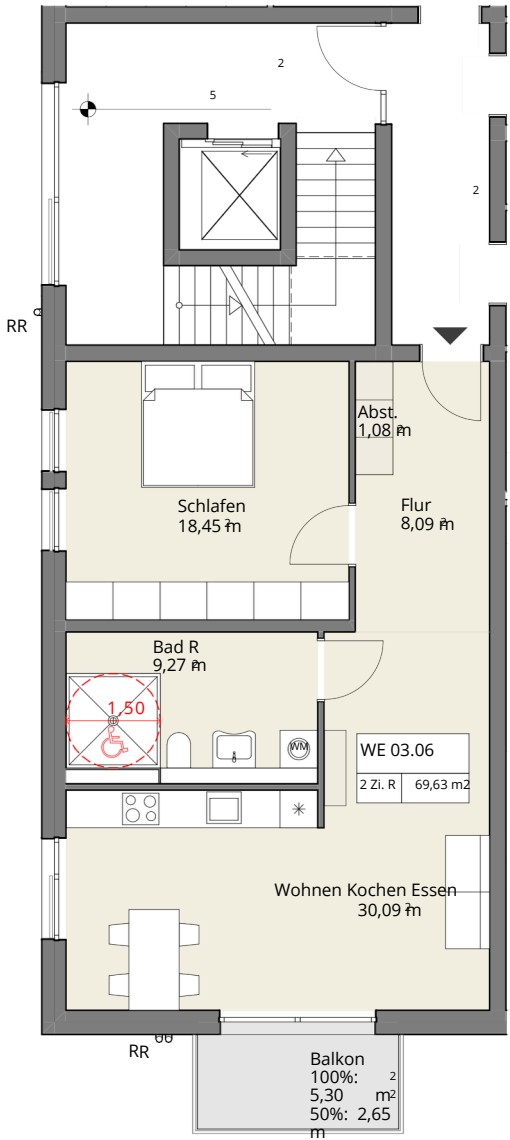 2
5
2
RR
Abst.
1,08 m²
Schlafen
18,45 m²
Flur
8,09 m²
Bad R
9,27 m²
1,50
WM
WE 03.06
2 Zi. R 69,63 m2
Wohnen Kochen Essen
30,09 m²
RR
Balkon
100%: 2
5,30 m²
50%: 2,65
m